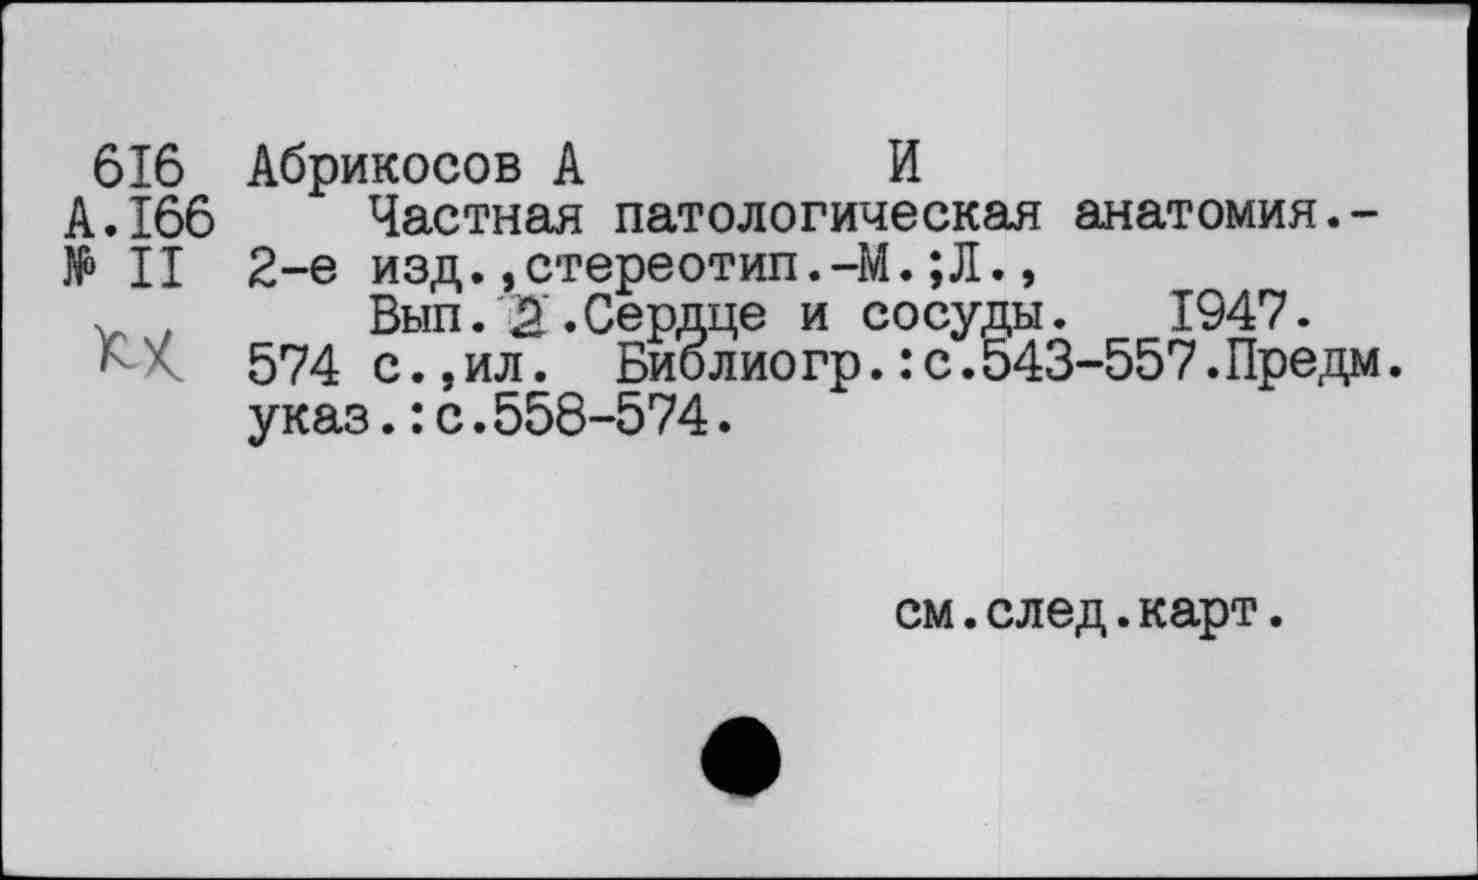 616 Абрикосов А И
А.166 Частная патологическая анатомия.-
№ II 2-е изд.,стереотип.-М.;Л.,
Вып.2.Сердце и сосуды. 1947.
КХ 574 с.,ил. Библиогр.:с.543-557.Предм.
указ.:с.558-574.
см.след.карт.